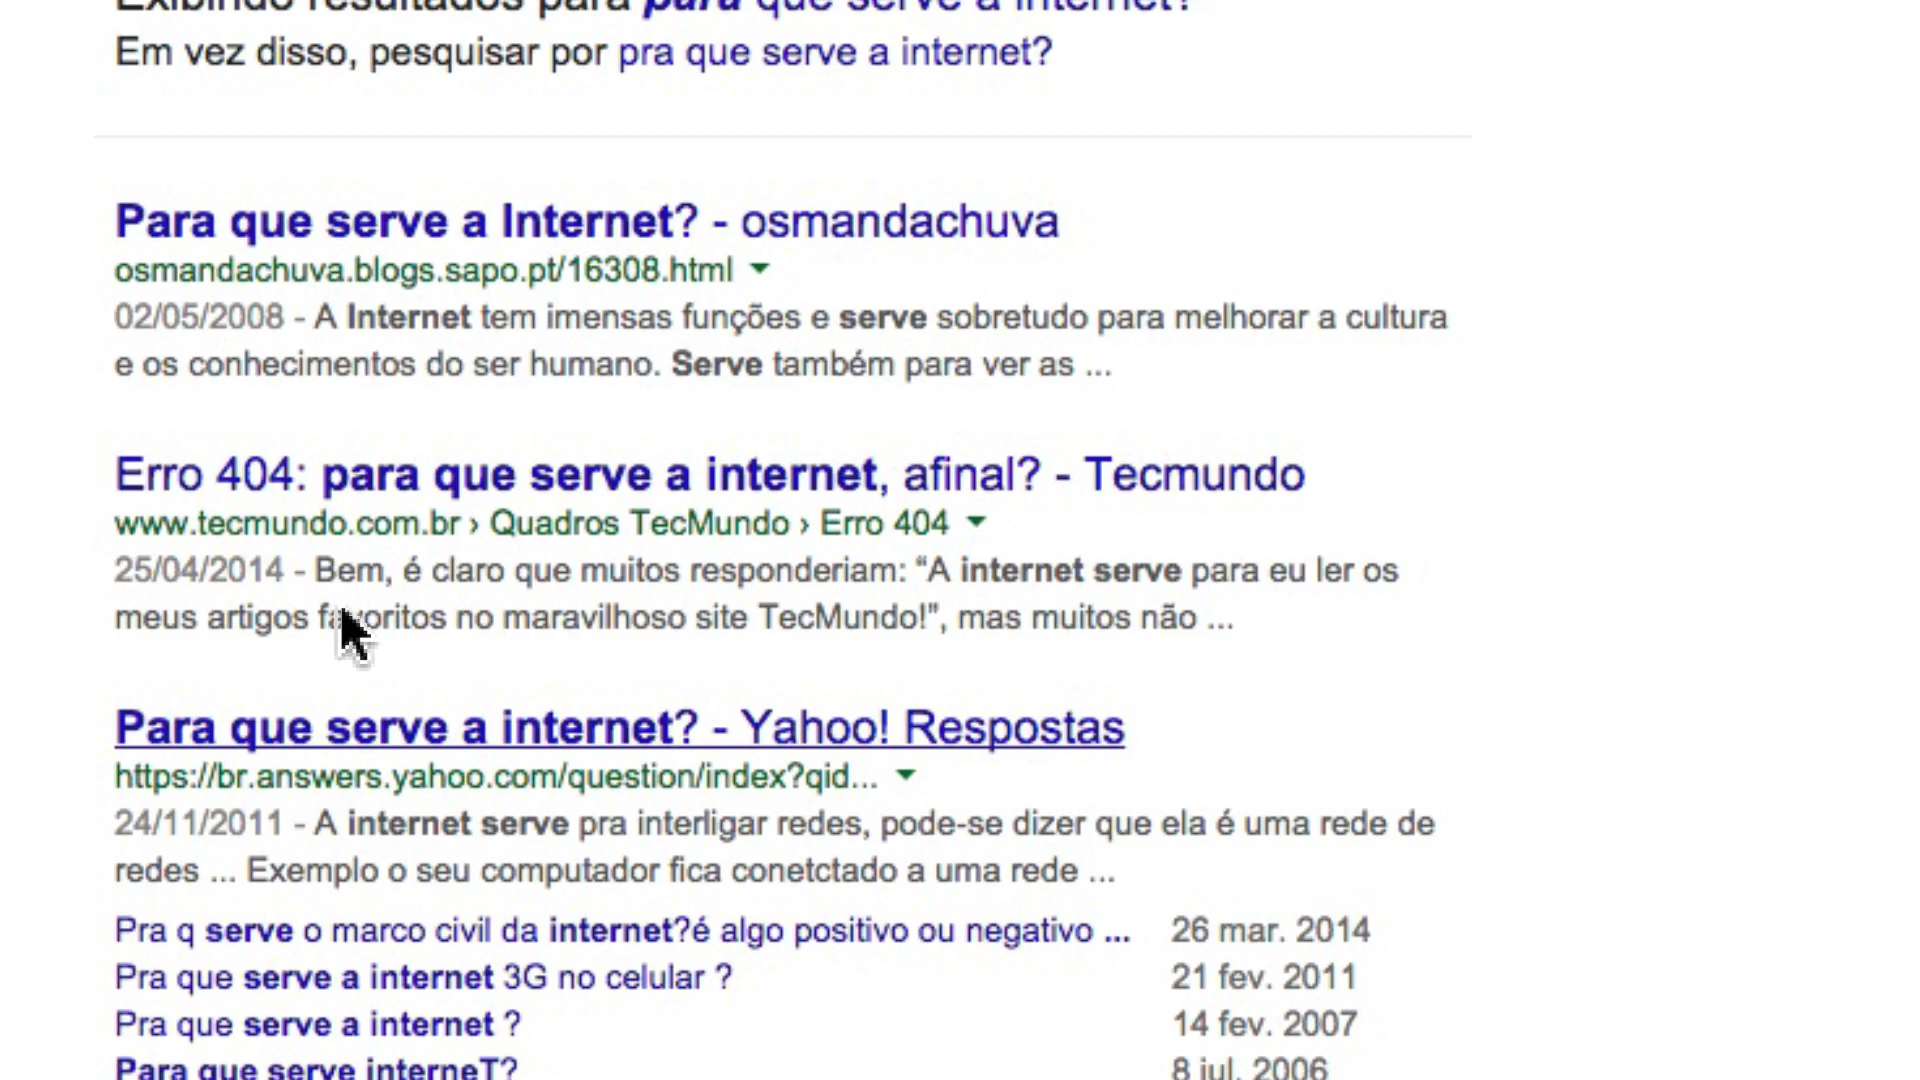 Exibindo resultados para para que serve a internet?
Em vez disso, pesquisar por pra que serve a internet?
Para que serve a Internet? - osmandachuva
osmandachuva.blogs.sapo.pt/16308.html
02/05/2008 - A Internet tem imensas funções e serve sobretudo para melhorar a cultura
e os conhecimentos do ser humano. Serve também para ver as ...
Erro 404: para que serve a internet, afinal? - Tecmundo
www.tecmundo.com.br › Quadros TecMundo › Erro 404
25/04/2014 - Bem, é claro que muitos responderiam: “A internet serve para eu ler os
meus artigos favoritos no maravilhoso site TecMundo!”, mas muitos não ...
Para que serve a internet? - Yahoo! Respostas
https://br.answers.yahoo.com/question/index?qid...
24/11/2011 - A internet serve pra interligar redes, pode-se dizer que ela é uma rede de
redes ... Exemplo o seu computador fica conetctado a uma rede ...
Pra q serve o marco civil da internet?é algo positivo ou negativo ... 26 mar. 2014
Pra que serve a internet 3G no celular ? 21 fev. 2011
Pra que serve a internet ? 14 fev. 2007
Para que serve interneT? 8 jul. 2006